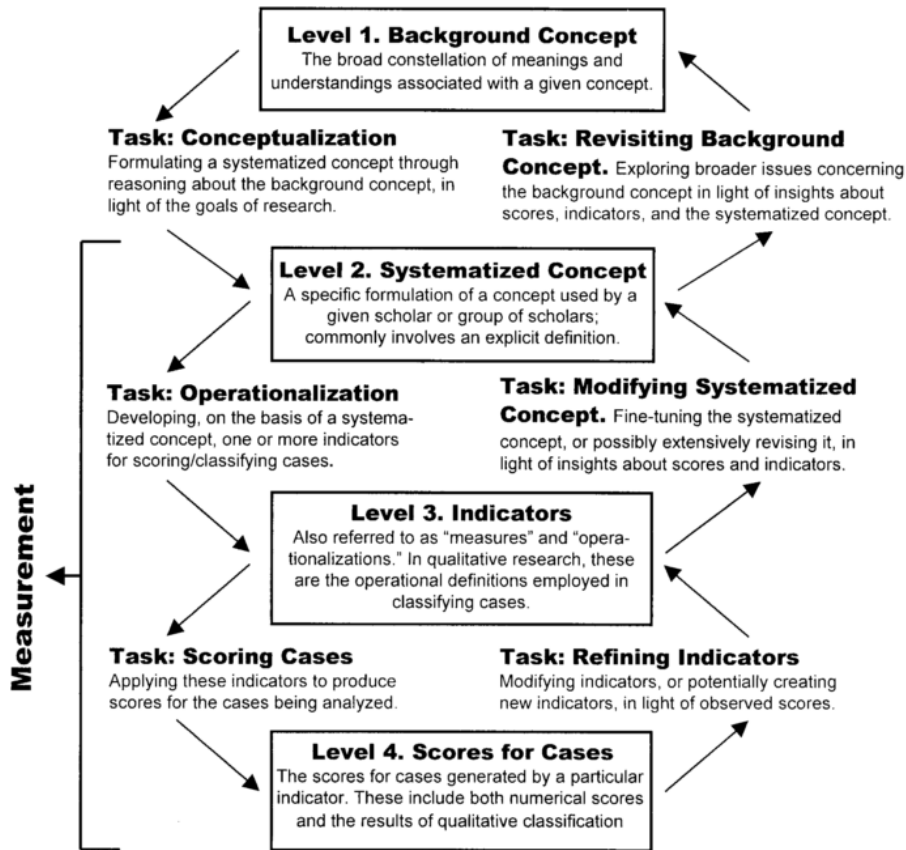 Level 1. Background Concept
The broad constellation of meanings and
understandings associated with a given concept.
Task: Conceptualization
Formulating a systematized concept through
reasoning about the background concept, in
light of the goals of research.
Task: Revisiting Background
Concept. Exploring broader issues concerning
the background concept in light of insights about
scores, indicators, and the systematized concept.
Level 2. Systematized Concept
A specific formulation of a concept used by a
given scholar or group of scholars;
commonly involves an explicit definition.
Task: Operationalization
Developing, on the basis of a systema-
tized concept, one or more indicators
for scoring/classifying cases.
Task: Modifying Systematized
Concept. Fine-tuning the systematized
concept, or possibly extensively revising it, in
light of insights about scores and indicators.
Measurement
Level 3. Indicators
Also referred to as “measures” and “opera-
tionalizations.” In qualitative research, these
are the operational definitions employed in
classifying cases.
Task: Scoring Cases
Applying these indicators to produce
scores for the cases being analyzed.
Task: Refining Indicators
Modifying indicators, or potentially creating
new indicators, in light of observed scores.
Level 4. Scores for Cases
The scores for cases generated by a particular
indicator. These include both numerical scores
and the results of qualitative classification